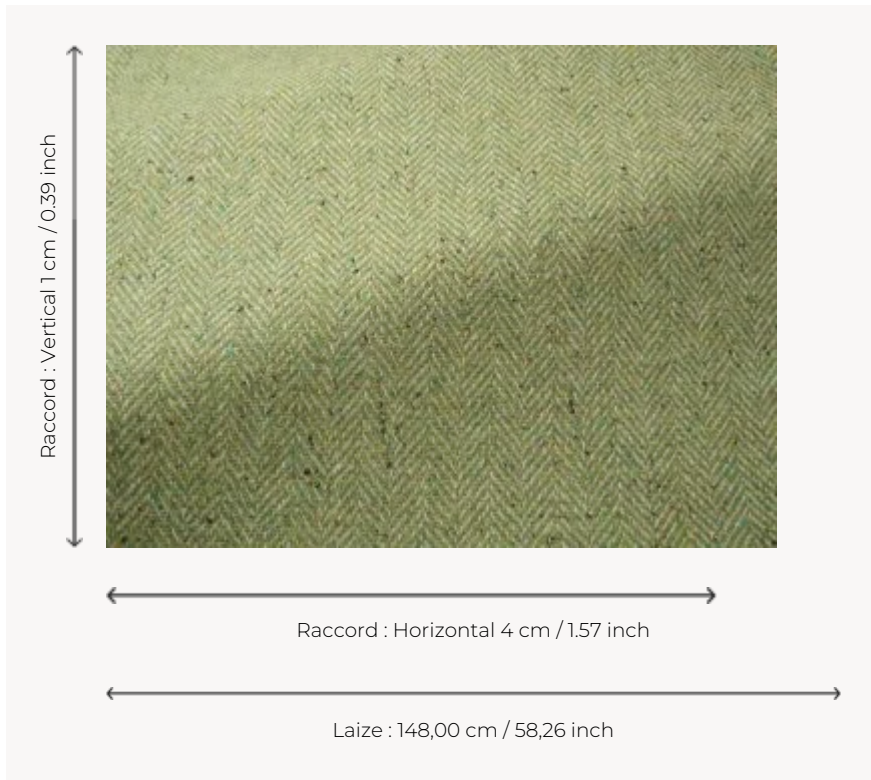 Raccord : Vertical 1 cm / 0.39 inch
Raccord : Horizontal 4 cm / 1.57 inch
Laize : 148,00 cm / 58,26 inch